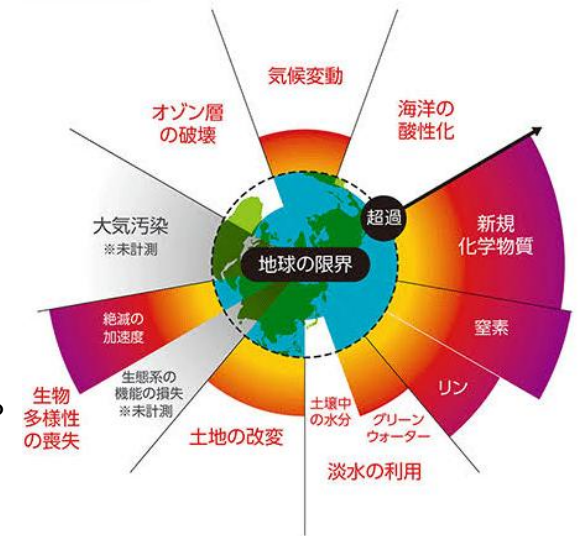 気候変動
オゾン層
の破壊
海洋の
酸性化
超過
大気汚染
※未計測
新規
化学物質
地球の限界
絶滅の
加速度
窒素
生態系の
機能の損失
※未計測
リン
生物
多様性
の喪失
土壌中
の水分
グリーン
ウォーター
土地の改変
淡水の利用